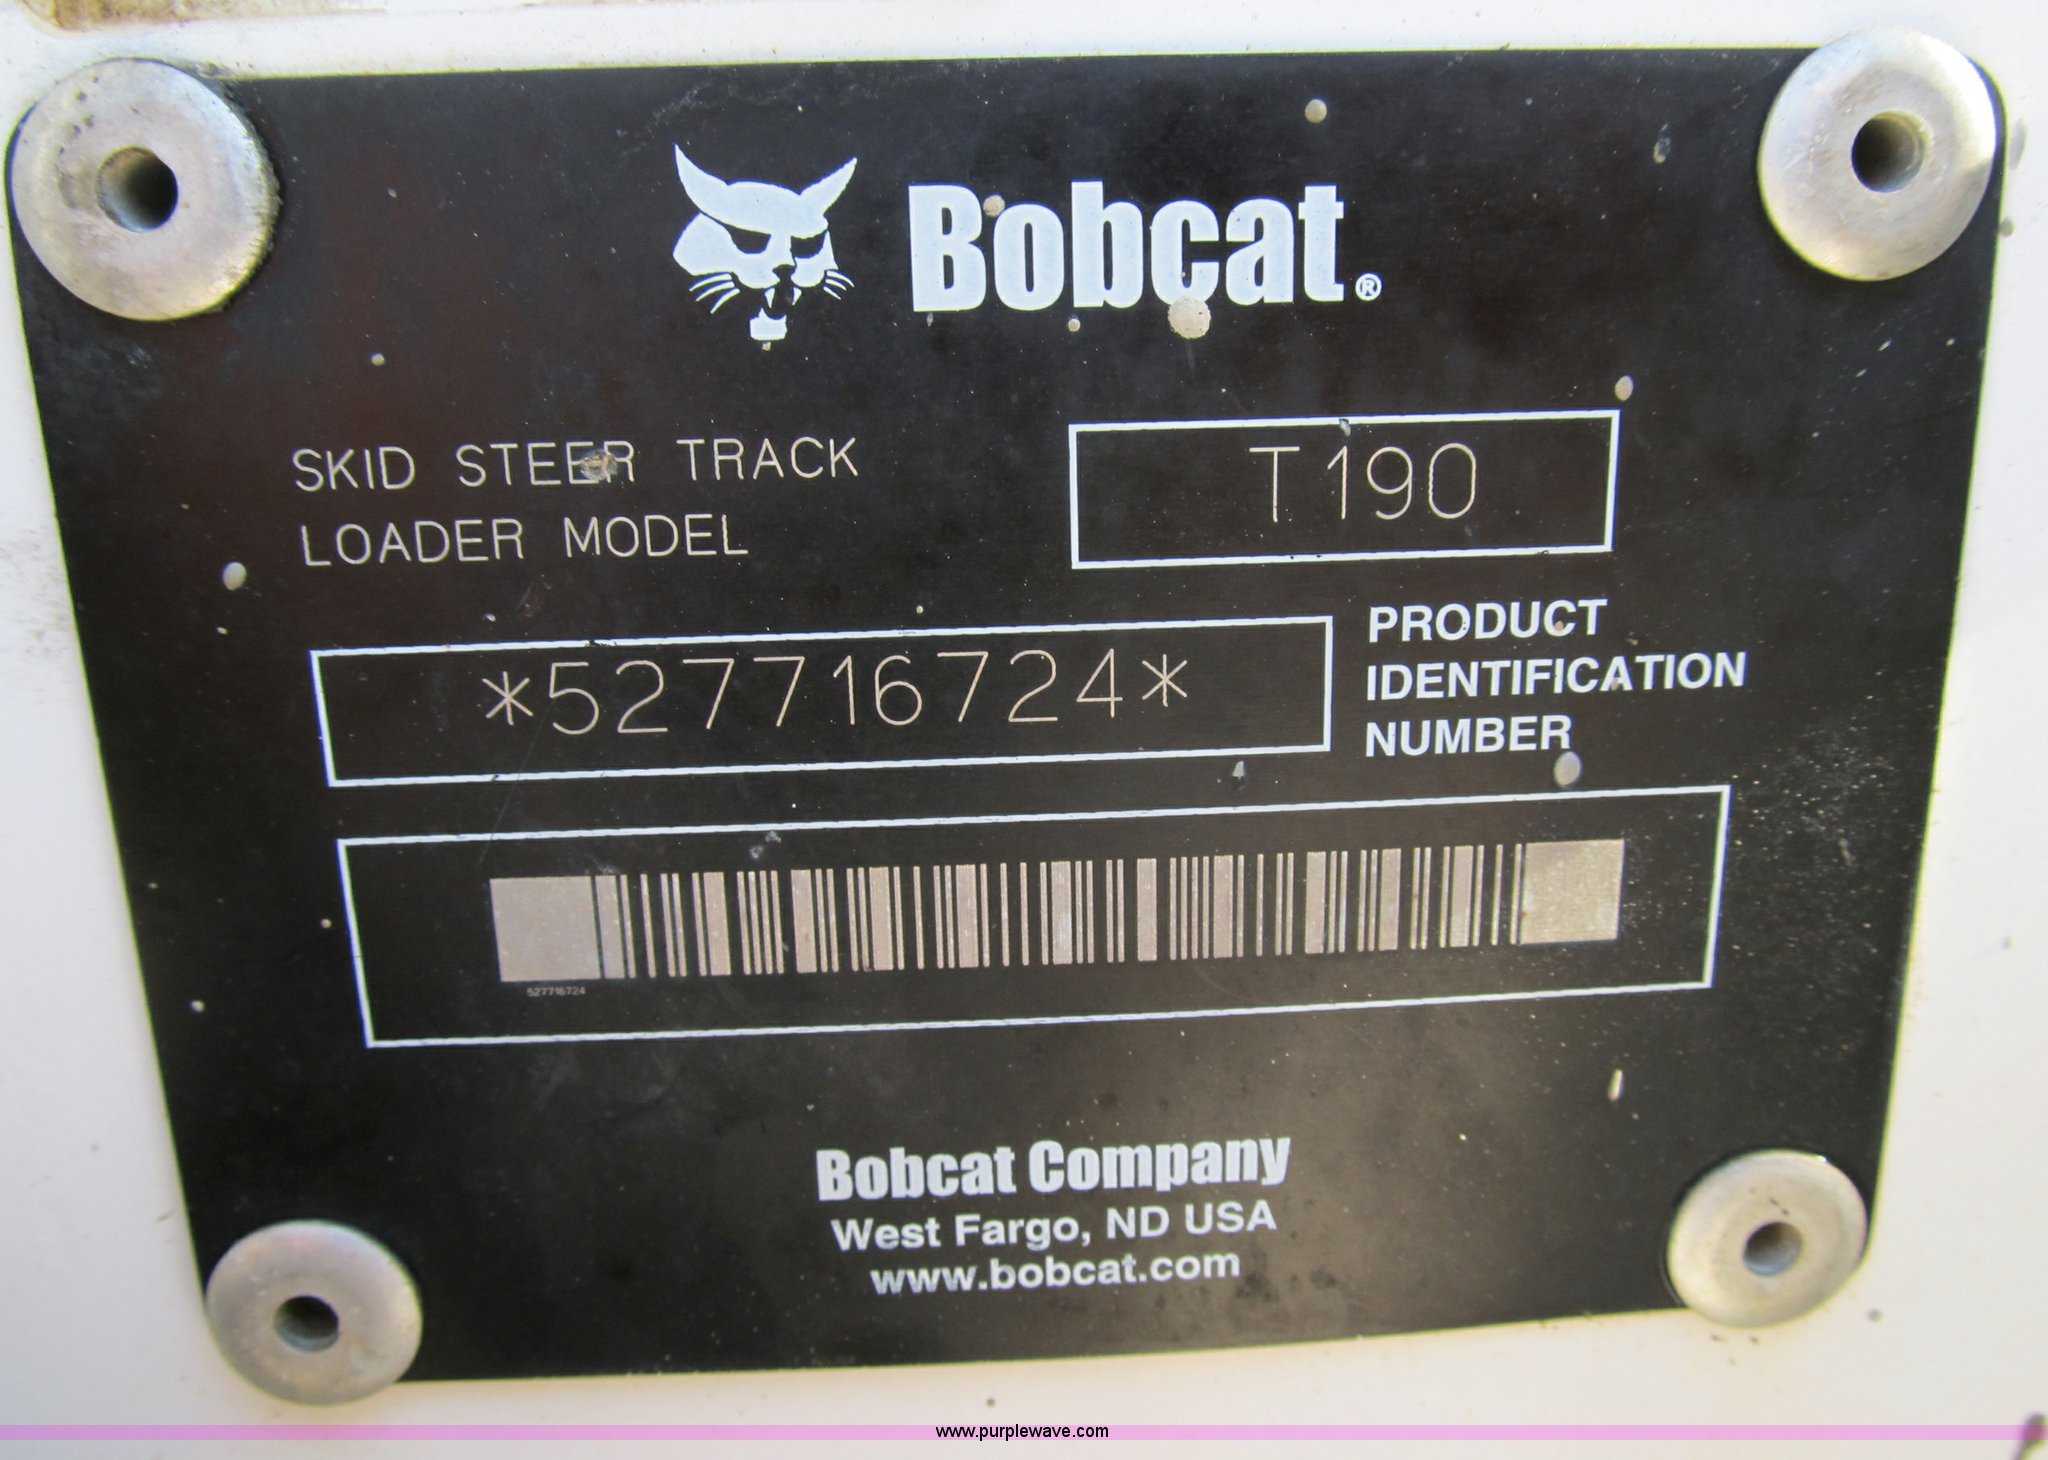 Bobcat®
SKID STEER TRACK
LOADER MODEL
T190
*527716724*
PRODUCT
IDENTIFICATION
NUMBER
527716724
Bobcat Company
West Fargo, ND USA
www.bobcat.com
www.purplewave.com